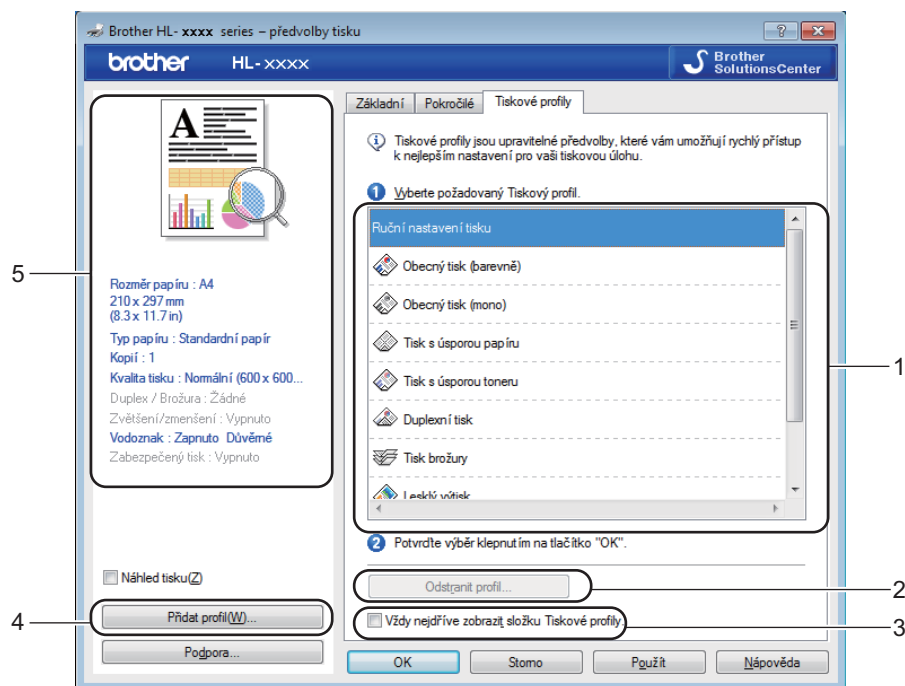 Brother HL- xxxx series – předvolby tisku
brother HL-xxxx
Brother
SolutionsCenter
A
Základní Pokročilé Tiskové profily
Tiskové profily jsou upravitelné předvolby, které vám umožňují rychlý přístup
k nejlepším nastavení pro vaši tiskovou úlohu.
1 Vyberte požadovaný Tiskový profil.
Ruční nastavení tisku
Obecný tisk (barevně)
Obecný tisk (mono)
Tisk s úsporou papíru
Tisk s úsporou toneru
Duplexní tisk
Tisk brožury
Lesklý výtisk
2 Potvrďte výběr klepnutím na tlačítko "OK".
Odstranit profil...
Vždy nejdříve zobrazit složku Tiskové profily.
Rozměr papíru : A4
210 x 297 mm
(8.3 x 11.7 in)
Typ papíru : Standardní papír
Kopií : 1
Kvalita tisku : Normální (600 x 600...
Duplex / Brožura : Žádné
Zvětšení/zmenšení : Vypnuto
Vodoznak : Zapnuto Důvěrné
Zabezpečený tisk : Vypnuto
Náhled tisku(Z)
Přidat profil(W)...
Podpora...
OK Storno Použít Nápověda
1
2
3
4
5